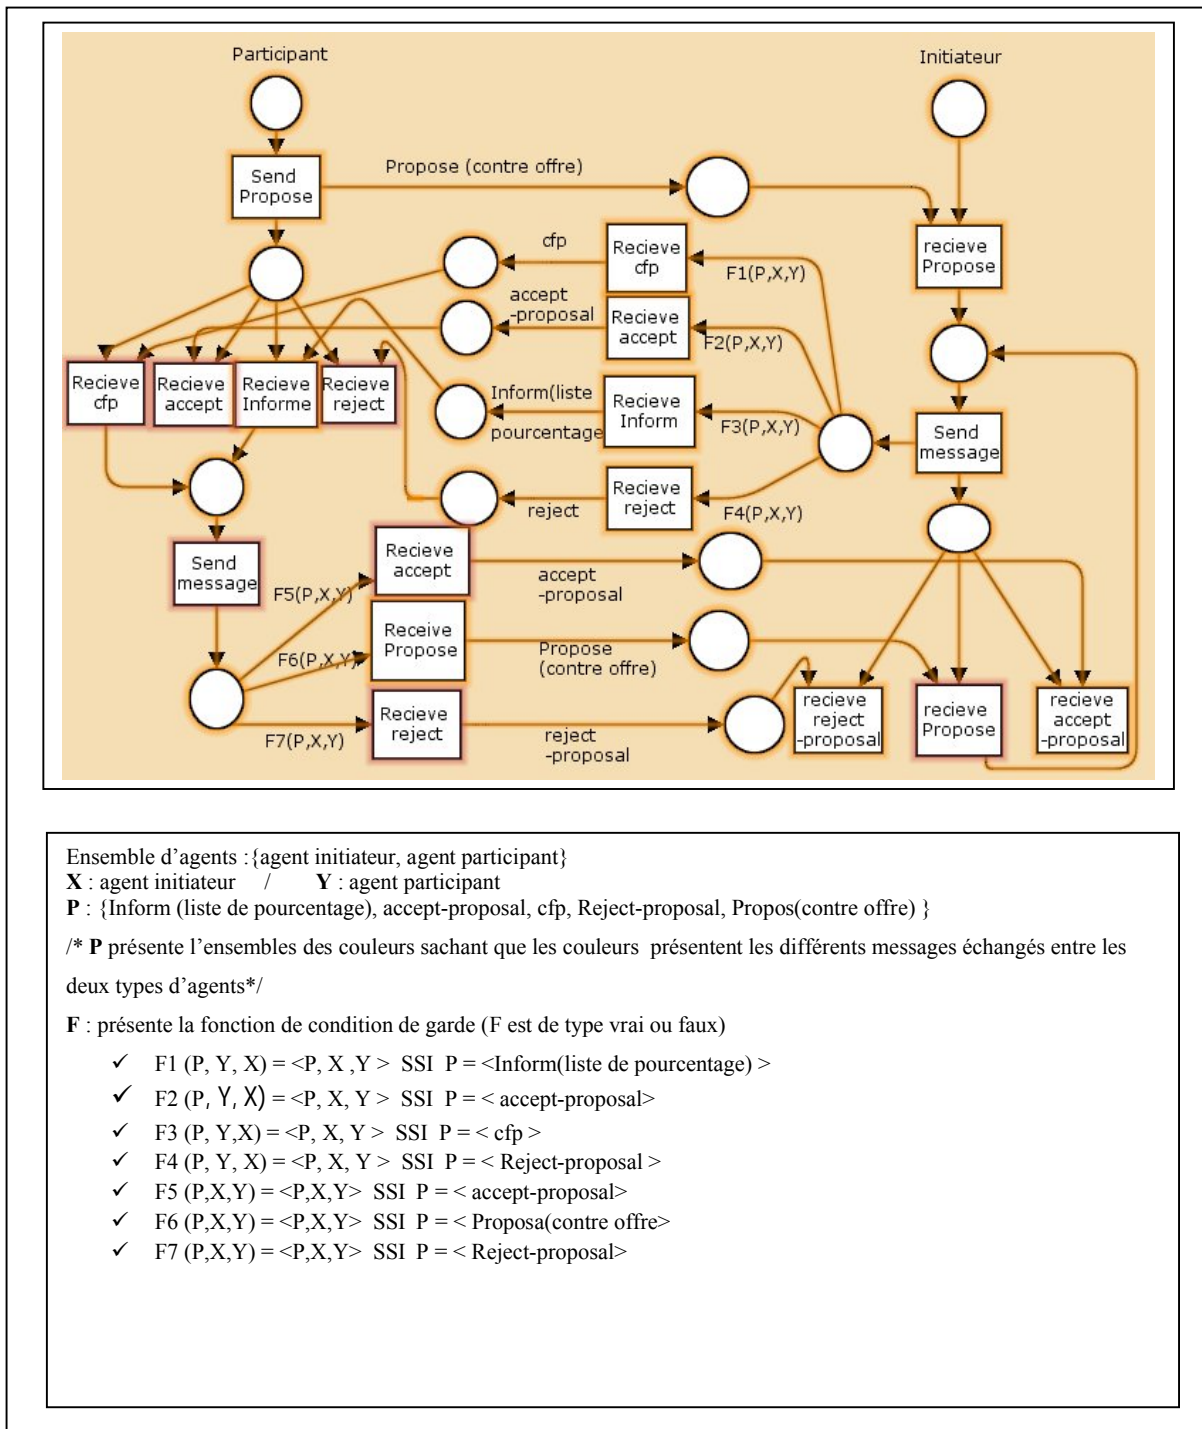 Participant
Initiateur
Send
Propose
Propose (contre offre)
recieve
Propose
cfp
Recieve
cfp
F1(P,X,Y)
accept
-proposal
Recieve
accept
F2(P,X,Y)
Recieve
cfp
Recieve
accept
Recieve
Informe
Recieve
reject
Inform(liste
pourcentage
Recieve
Inform
F3(P,X,Y)
Send
message
reject
Recieve
reject
F4(P,X,Y)
Send
message
F5(P,X,Y)
Recieve
accept
accept
-proposal
F6(P,X,Y)
Receive
Propose
Propose
(contre offre)
F7(P,X,Y)
Recieve
reject
reject
-proposal
recieve
reject
-proposal
recieve
Propose
recieve
accept
-proposal
Ensemble d’agents :{agent initiateur, agent participant}
X : agent initiateur / Y : agent participant
P : {Inform (liste de pourcentage), accept-proposal, cfp, Reject-proposal, Propos(contre offre) }
/* P présente l’ensembles des couleurs sachant que les couleurs présentent les différents messages échangés entre les
deux types d’agents*/
F : présente la fonction de condition de garde (F est de type vrai ou faux)
✓ F1 (P, Y, X) = <P, X ,Y > SSI P = <Inform(liste de pourcentage) >
✓ F2 (P, Y, X) = <P, X, Y > SSI P = < accept-proposal>
✓ F3 (P, Y,X) = <P, X, Y > SSI P = < cfp >
✓ F4 (P, Y, X) = <P, X, Y > SSI P = < Reject-proposal >
✓ F5 (P,X,Y) = <P,X,Y> SSI P = < accept-proposal>
✓ F6 (P,X,Y) = <P,X,Y> SSI P = < Proposa(contre offre>
✓ F7 (P,X,Y) = <P,X,Y> SSI P = < Reject-proposal>